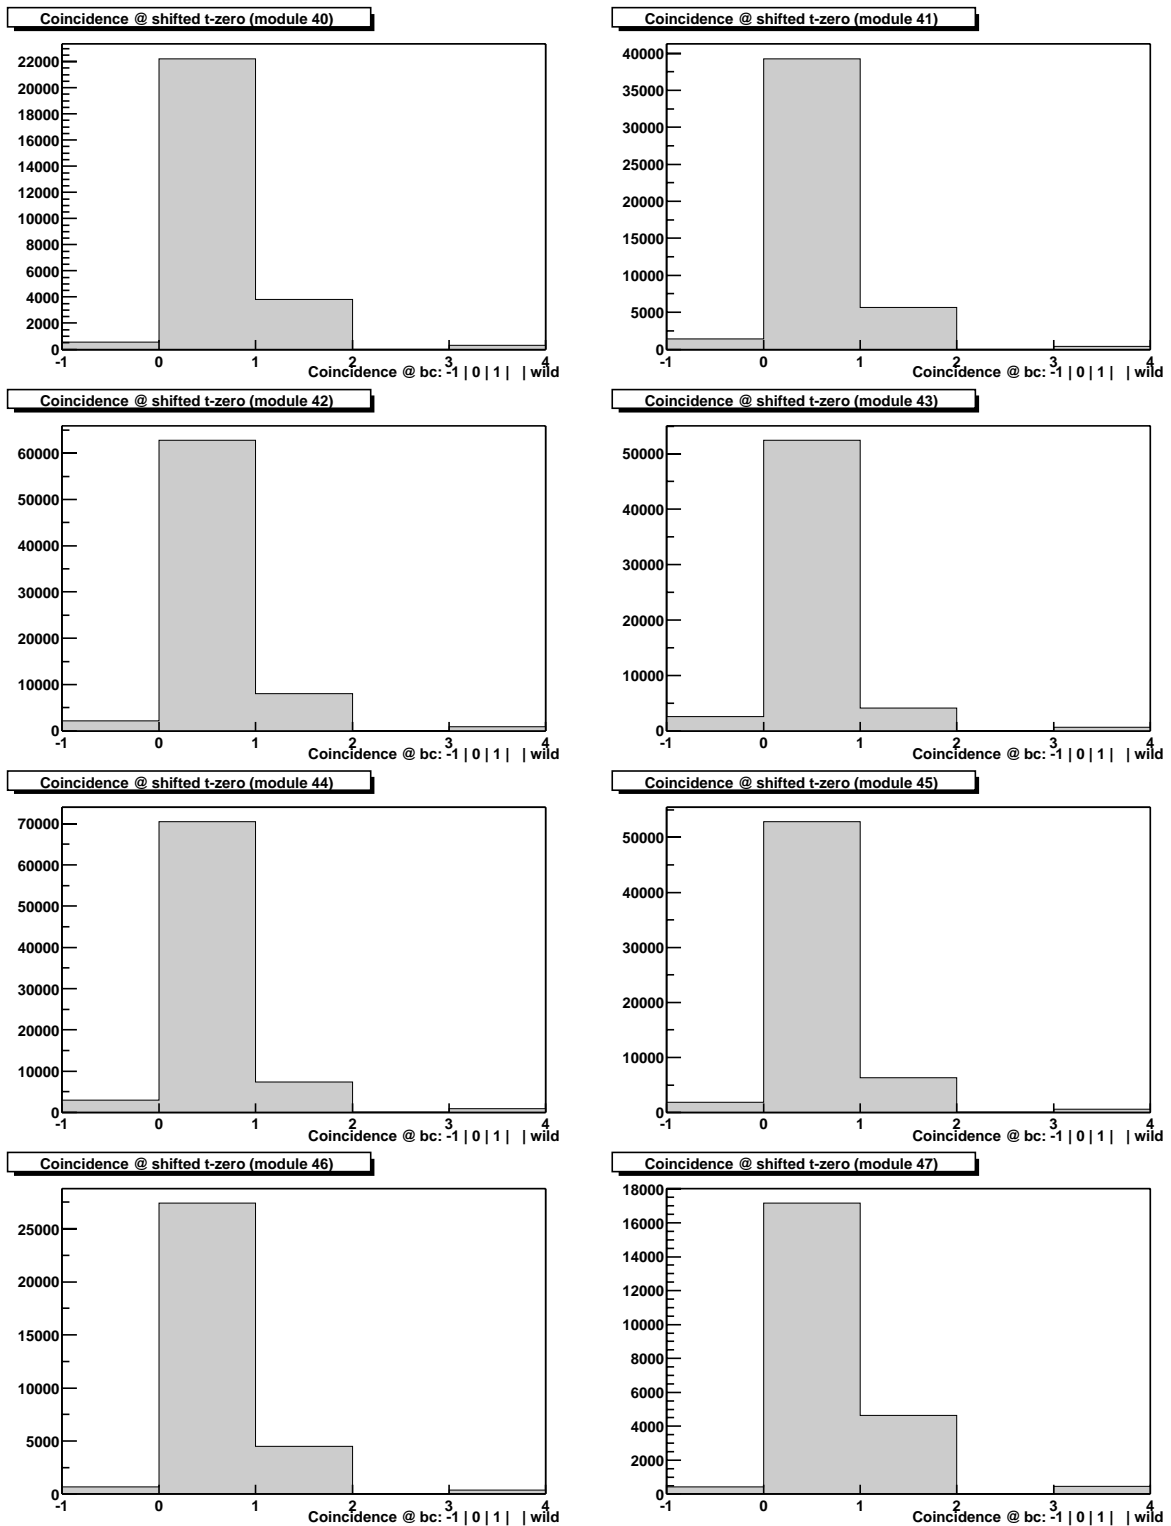 Coincidence @ shifted t-zero (module 40)
22000
20000
18000
16000
14000
12000
10000
8000
6000
4000
2000
0
-1 0 1 2 3 4
Coincidence @ bc: -1 | 0 | 1 | | wild
Coincidence @ shifted t-zero (module 41)
40000
35000
30000
25000
20000
15000
10000
5000
0
-1 0 1 2 3 4
Coincidence @ bc: -1 | 0 | 1 | | wild
Coincidence @ shifted t-zero (module 42)
60000
50000
40000
30000
20000
10000
0
-1 0 1 2 3 4
Coincidence @ bc: -1 | 0 | 1 | | wild
Coincidence @ shifted t-zero (module 43)
50000
40000
30000
20000
10000
0
-1 0 1 2 3 4
Coincidence @ bc: -1 | 0 | 1 | | wild
Coincidence @ shifted t-zero (module 44)
70000
60000
50000
40000
30000
20000
10000
0
-1 0 1 2 3 4
Coincidence @ bc: -1 | 0 | 1 | | wild
Coincidence @ shifted t-zero (module 45)
50000
40000
30000
20000
10000
0
-1 0 1 2 3 4
Coincidence @ bc: -1 | 0 | 1 | | wild
Coincidence @ shifted t-zero (module 46)
25000
20000
15000
10000
5000
0
-1 0 1 2 3 4
Coincidence @ bc: -1 | 0 | 1 | | wild
Coincidence @ shifted t-zero (module 47)
18000
16000
14000
12000
10000
8000
6000
4000
2000
0
-1 0 1 2 3 4
Coincidence @ bc: -1 | 0 | 1 | | wild